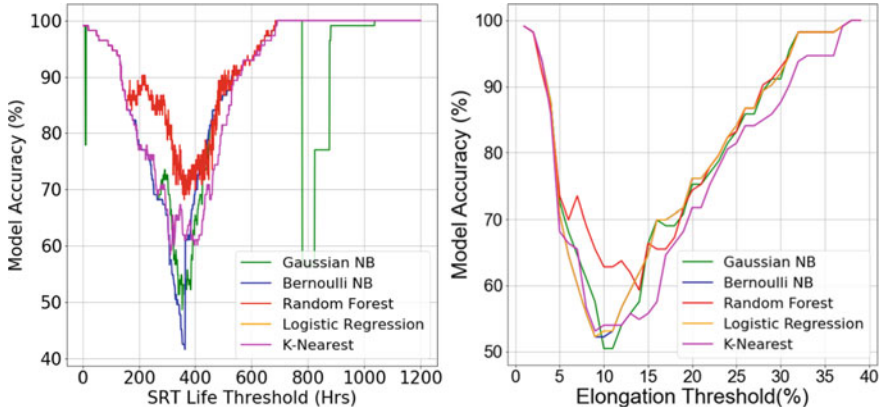 100
90
80
70
60
50
40
Model Accuracy (%)
0
200
400
600
800
1000
1200
SRT Life Threshold (Hrs)
Gaussian NB
Bernoulli NB
Random Forest
Logistic Regression
K-Nearest
100
90
80
70
60
50
Model Accuracy (%)
0
5
10
15
20
25
30
35
40
Elongation Threshold(%)
Gaussian NB
Bernoulli NB
Random Forest
Logistic Regression
K-Nearest